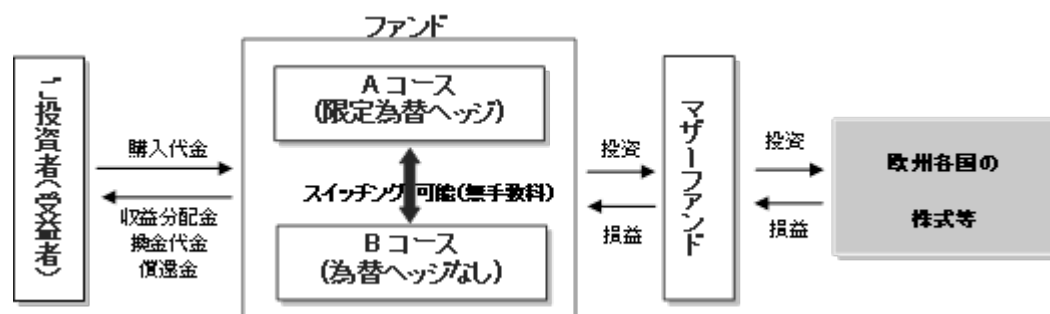 ファンド
ご投資者(受益者)
購入代金
収益分配金
換金代金
償還金
Aコース
(限定為替ヘッジ)
スイッチング可能(無手数料)
Bコース
(為替ヘッジなし)
投資
損益
マザーファンド
投資
損益
欧州各国の
株式等